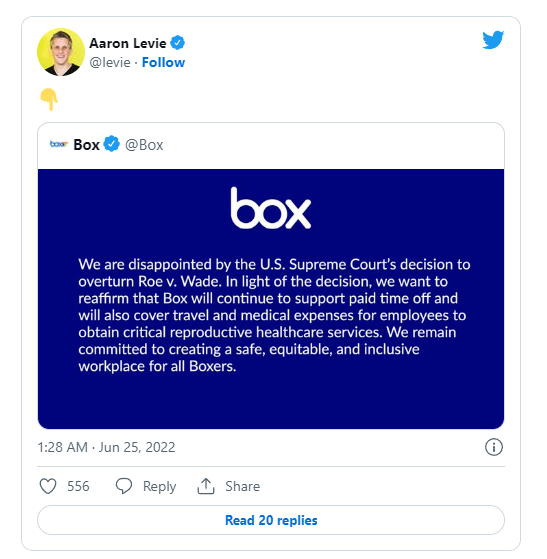 Aaron Levie
@levie · Follow
👇
box Box @Box
box
We are disappointed by the U.S. Supreme Court's decision to
overturn Roe v. Wade. In light of the decision, we want to
reaffirm that Box will continue to support paid time off and
will also cover travel and medical expenses for employees to
obtain critical reproductive healthcare services. We remain
committed to creating a safe, equitable, and inclusive
workplace for all Boxers.
1:28 AM · Jun 25, 2022
556 Reply Share
Read 20 replies